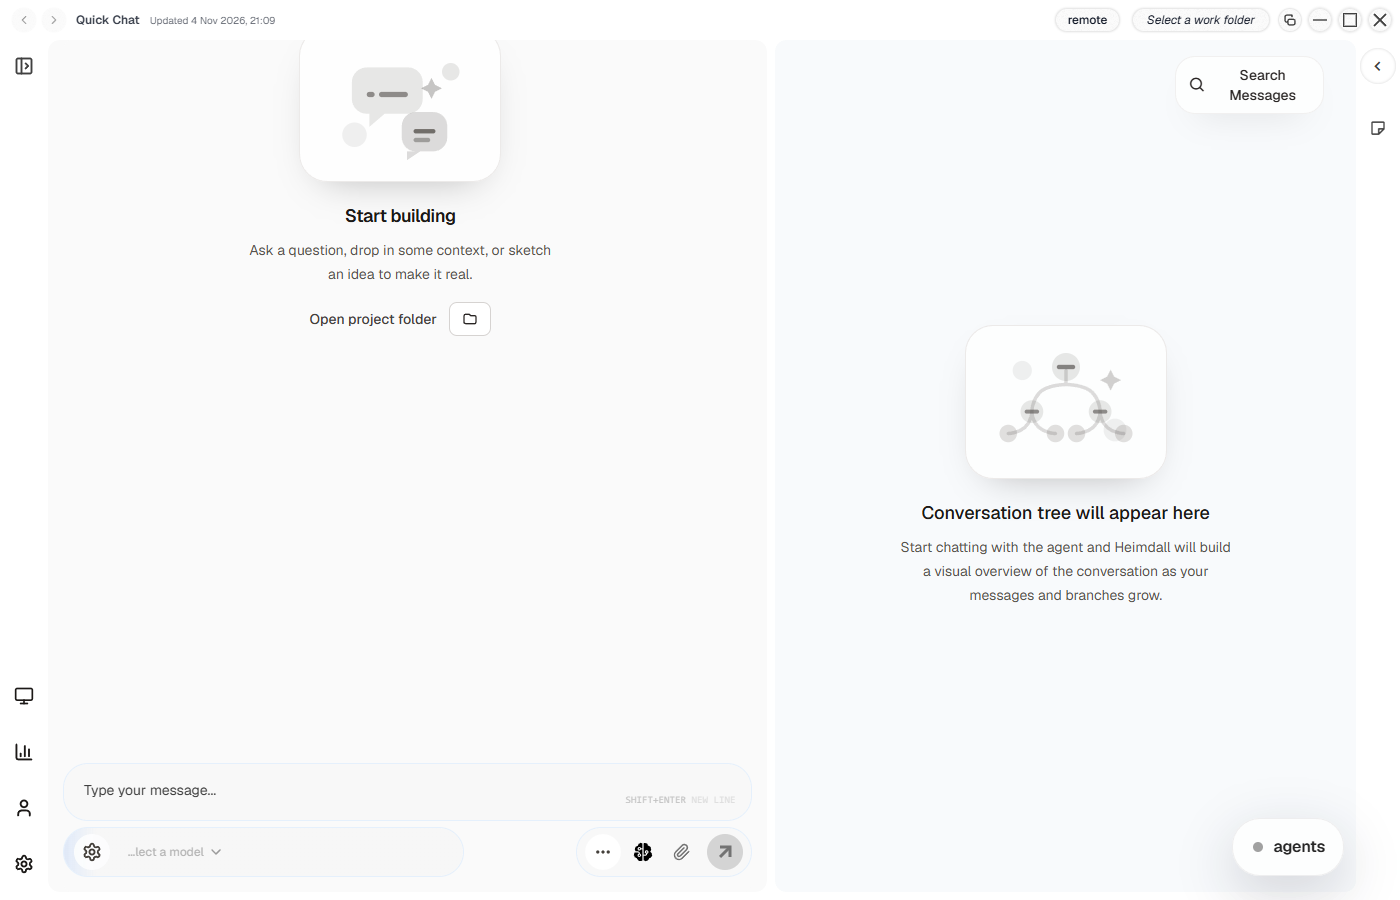 Quick Chat Updated 4 Nov 2026, 21:09
remote
Select a work folder
Start building
Ask a question, drop in some context, or sketch
an idea to make it real.
Open project folder
Type your message...
SHIFT+ENTER NEW LINE
...lect a model
Search
Messages
Conversation tree will appear here
Start chatting with the agent and Heimdall will build
a visual overview of the conversation as your
messages and branches grow.
agents